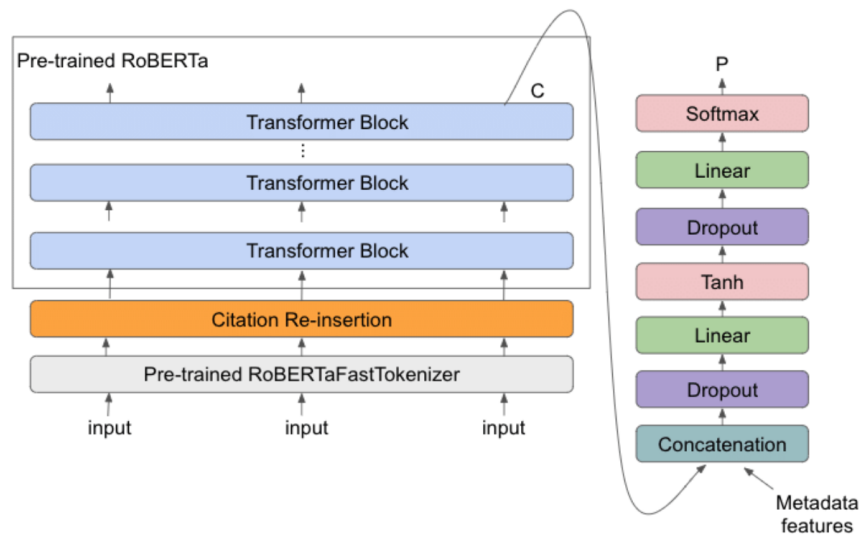 Pre-trained RoBERTa
C
Transformer Block
⋮
Transformer Block
Transformer Block
Citation Re-insertion
Pre-trained RoBERTaFastTokenizer
input input input
P
Softmax
Linear
Dropout
Tanh
Linear
Dropout
Concatenation
Metadata
features